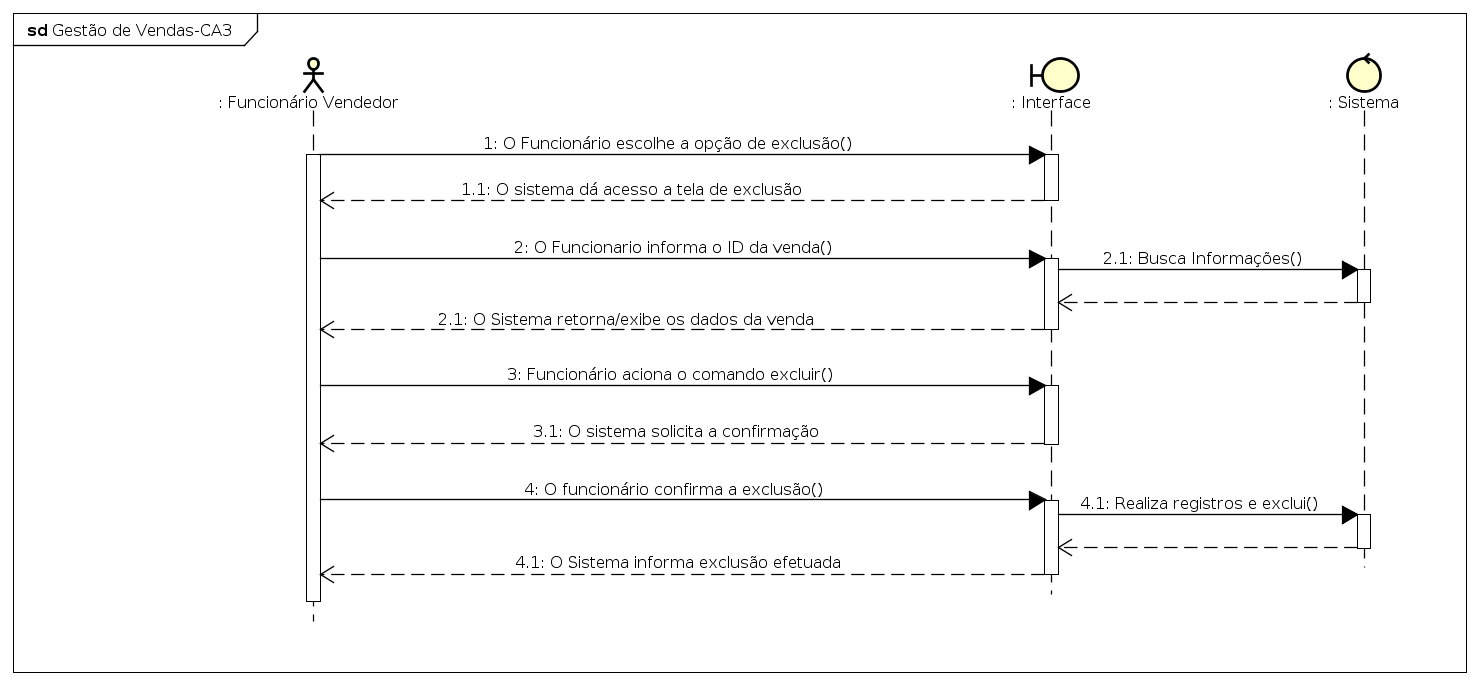 sd Gestão de Vendas-CA3
: Funcionário Vendedor
: Interface
: Sistema
1: O Funcionário escolhe a opção de exclusão()
1.1: O sistema dá acesso a tela de exclusão
2: O Funcionario informa o ID da venda()
2.1: Busca Informações()
2.1: O Sistema retorna/exibe os dados da venda
3: Funcionário aciona o comando excluir()
3.1: O sistema solicita a confirmação
4: O funcionário confirma a exclusão()
4.1: Realiza registros e exclui()
4.1: O Sistema informa exclusão efetuada